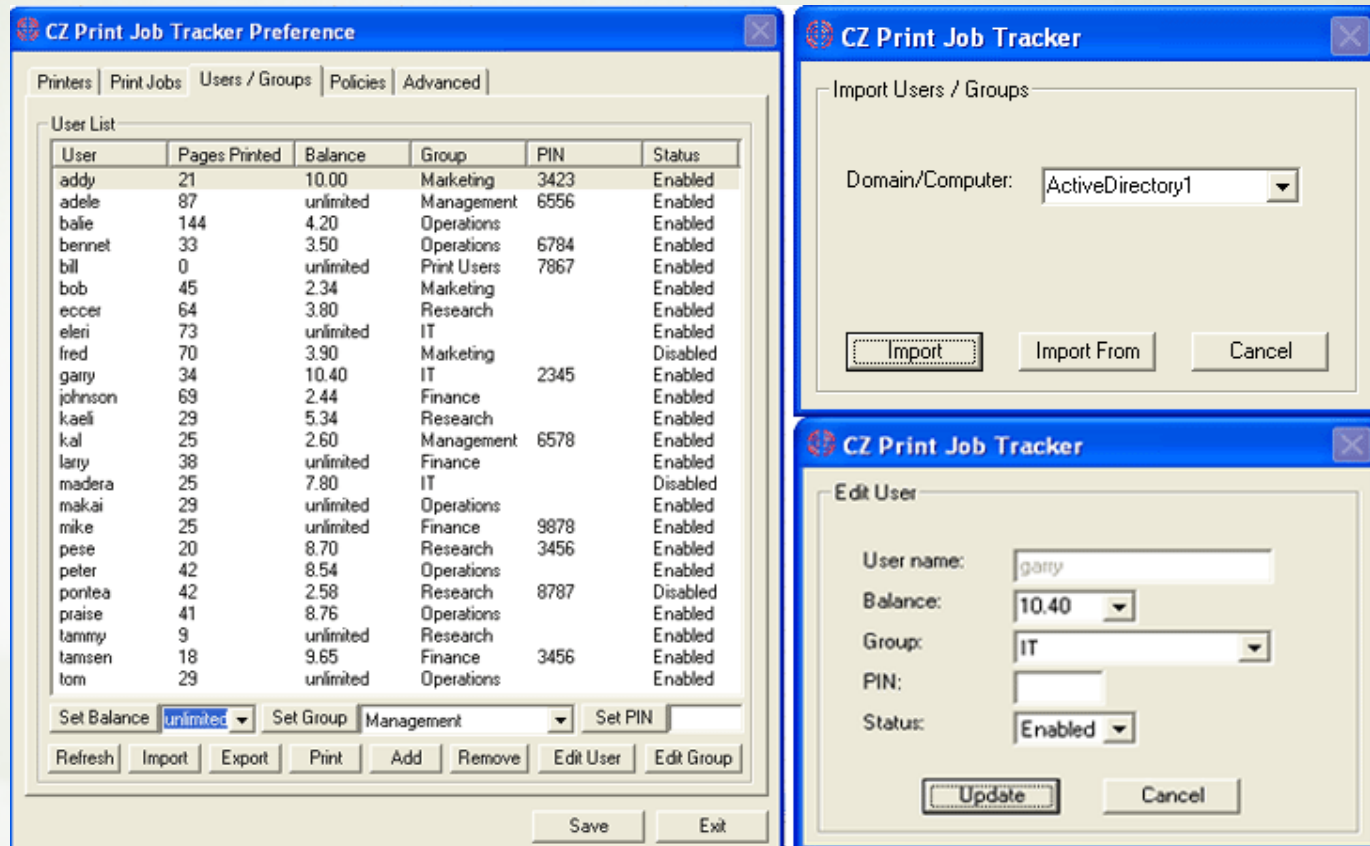 CZ Print Job Tracker Preference
Printers Print Jobs Users / Groups Policies Advanced
User List
User Pages Printed Balance Group PIN Status
addy 21 10.00 Marketing 3423 Enabled
adele 87 unlimited Management 6556 Enabled
balie 144 4.20 Operations Enabled
bennet 33 3.50 Operations 6784 Enabled
bill 0 unlimited Print Users 7867 Enabled
bob 45 2.34 Marketing Enabled
eccer 64 3.80 Research Enabled
eleri 73 unlimited IT Enabled
fred 70 3.90 Marketing Disabled
garry 34 10.40 IT 2345 Enabled
johnson 69 2.44 Finance Enabled
kaeli 29 5.34 Research Enabled
kal 25 2.60 Management 6578 Enabled
larry 38 unlimited Finance Enabled
madera 25 7.80 IT Disabled
makai 29 unlimited Operations Enabled
mike 25 unlimited Finance 9878 Enabled
pese 20 8.70 Research 3456 Enabled
peter 42 8.54 Operations Enabled
pontea 42 2.58 Research 8787 Disabled
praise 41 8.76 Operations Enabled
tammy 9 unlimited Research Enabled
tamsen 18 9.65 Finance 3456 Enabled
tom 29 unlimited Operations Enabled
Set Balance unlimited Set Group Management Set PIN
Refresh Import Export Print Add Remove Edit User Edit Group
Save Exit
CZ Print Job Tracker
Import Users / Groups
Domain/Computer: ActiveDirectory1
Import Import From Cancel
CZ Print Job Tracker
Edit User
User name: garry
Balance: 10.40
Group: IT
PIN:
Status: Enabled
Update Cancel